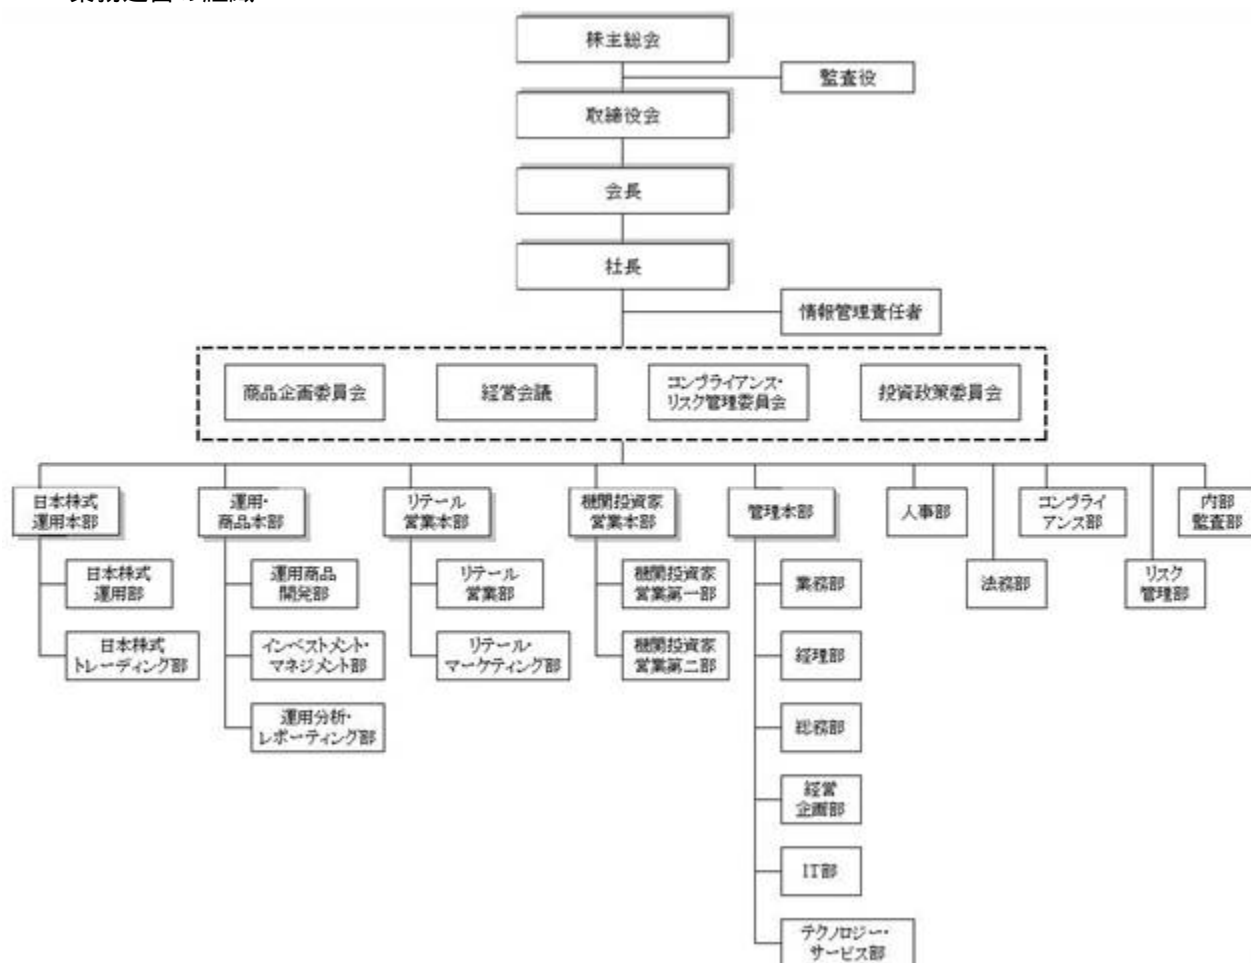 株主総会
監査役
取締役会
会長
社長
情報管理責任者
商品企画委員会
経営会議
コンプライアンス・
リスク管理委員会
投資政策委員会
日本株式
運用本部
運用・
商品本部
リテール
営業本部
機関投資家
営業本部
管理本部
人事部
コンプライ
アンス部
内部
監査部
日本株式
運用部
運用商品
開発部
リテール
営業部
機関投資家
営業第一部
業務部
法務部
リスク
管理部
日本株式
トレーディング部
インベストメント・
マネジメント部
リテール・
マーケティング部
機関投資家
営業第二部
経理部
運用分析・
レポーティング部
総務部
経営
企画部
IT部
テクノロジー・
サービス部